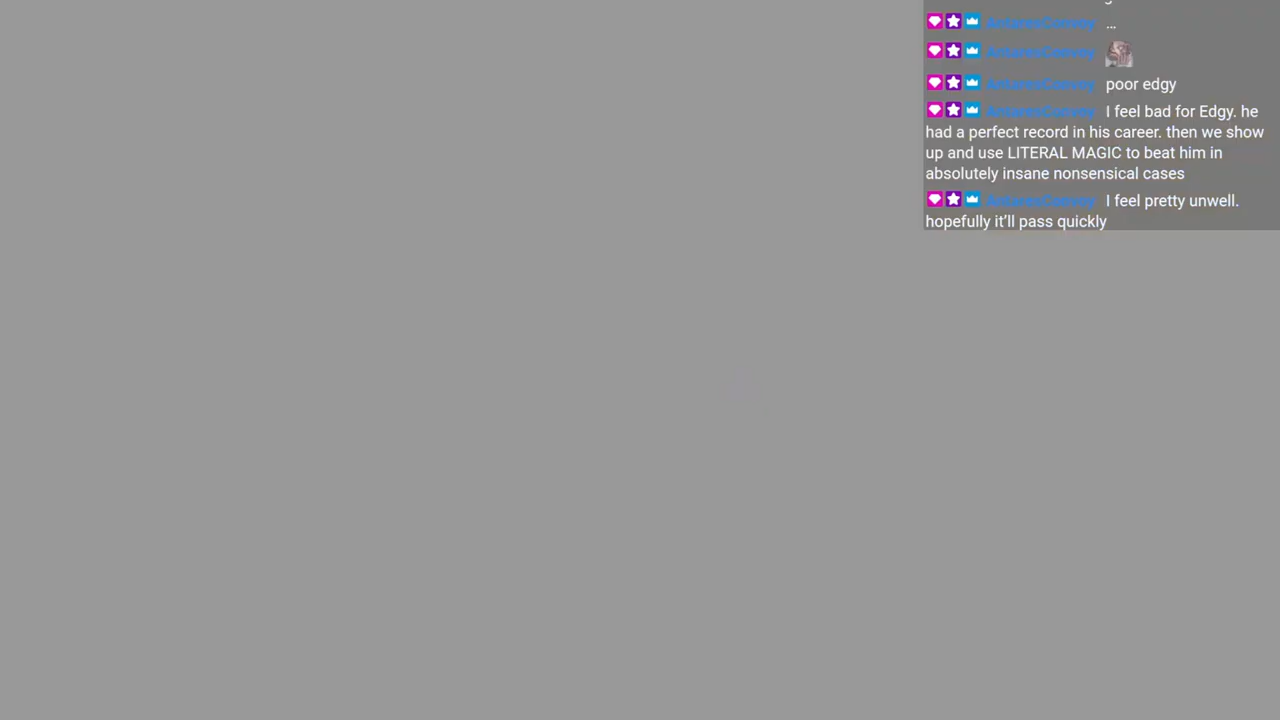 ...
poor edgy
I feel bad for Edgy. he
had a perfect record in his career. then we show
up and use LITERAL MAGIC to beat him in
absolutely insane nonsensical cases
I feel pretty unwell.
hopefully it’ll pass quickly